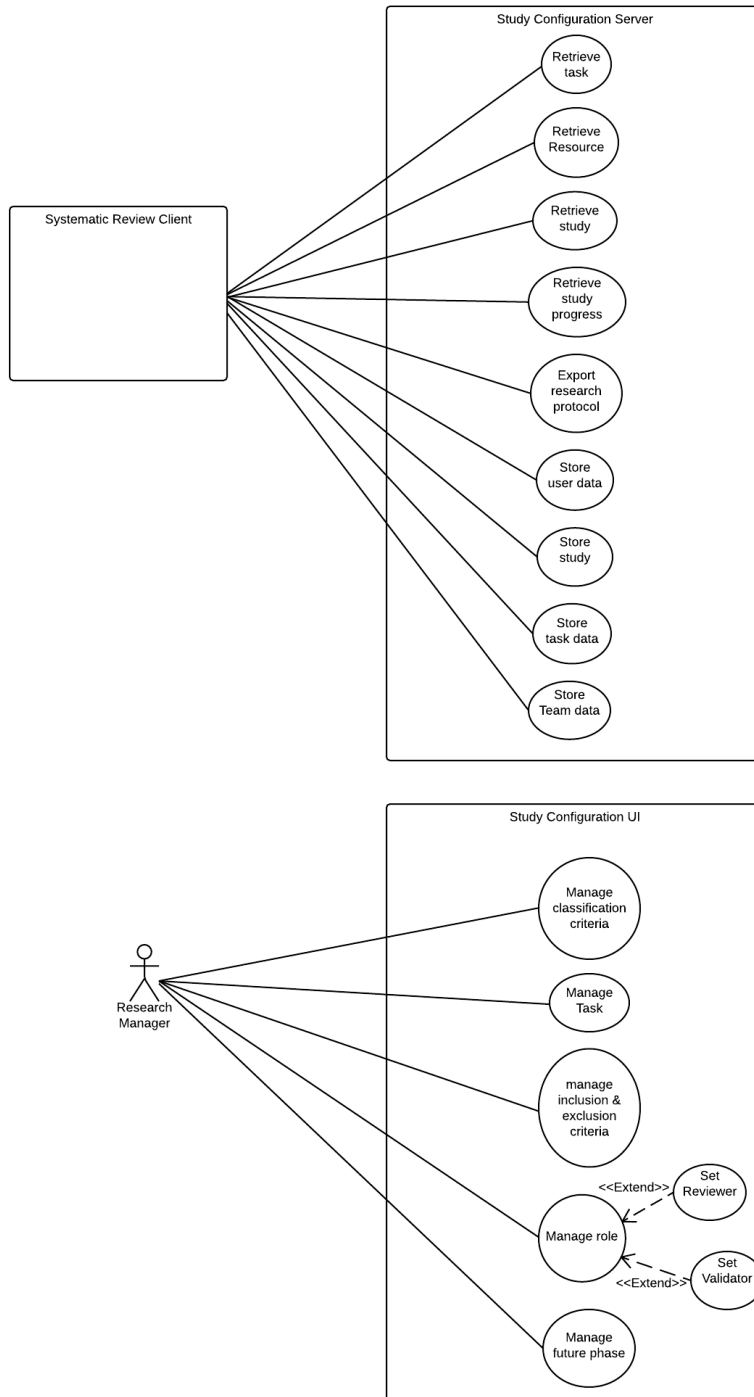 Study Configuration Server
Retrieve
task
Retrieve
Resource
Systematic Review Client
Retrieve
study
Retrieve
study
progress
Export
research
protocol
Store
user data
Store
study
Store
task data
Store
Team data
Study Configuration UI
Manage
classification
criteria
Research
Manager
Manage
Task
manage
inclusion &
exclusion
criteria
<<Extend>>
Set
Reviewer
Manage role
<<Extend>>
Set
Validator
Manage
future phase